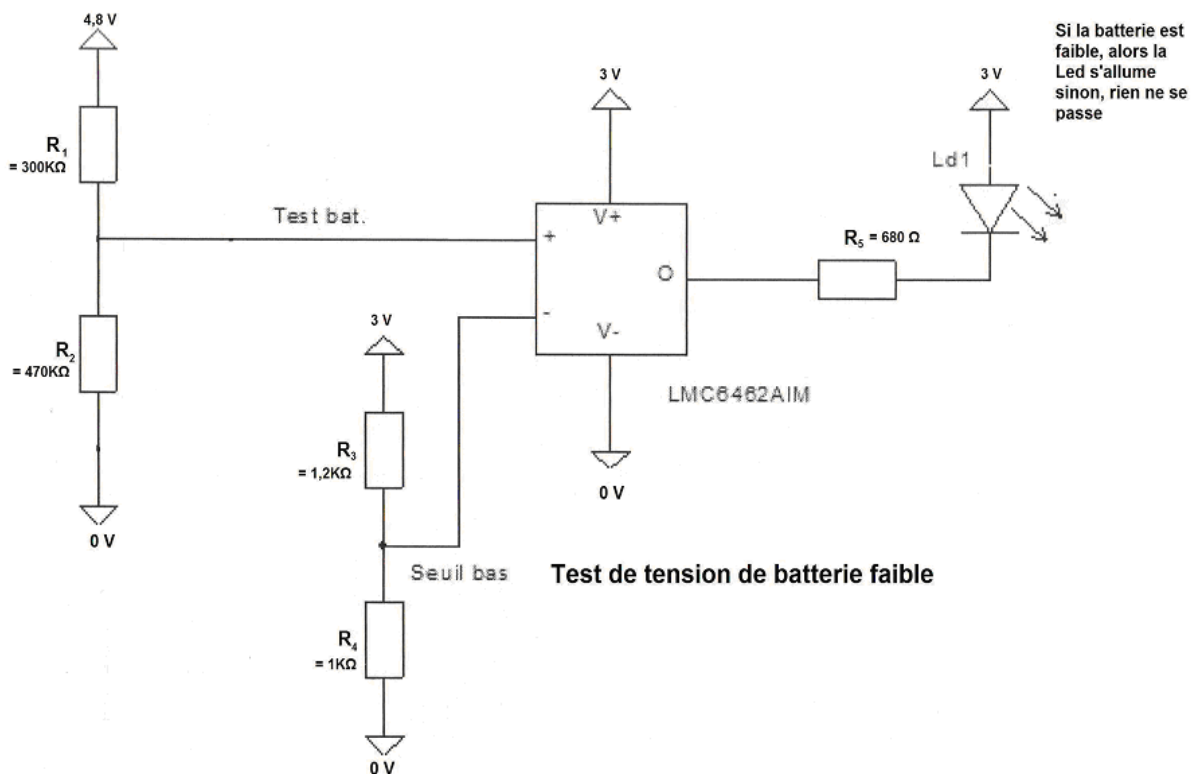 4,8 V
R1
= 300KΩ
Test bat.
R2
= 470KΩ
0 V
3 V
R3
= 1,2KΩ
Seuil bas
R4
= 1KΩ
0 V
3 V
V+
+
-
O
V-
LMC6462AIM
0 V
R5 = 680 Ω
3 V
Ld1
Si la batterie est
faible, alors la
Led s'allume
sinon, rien ne se
passe
Test de tension de batterie faible